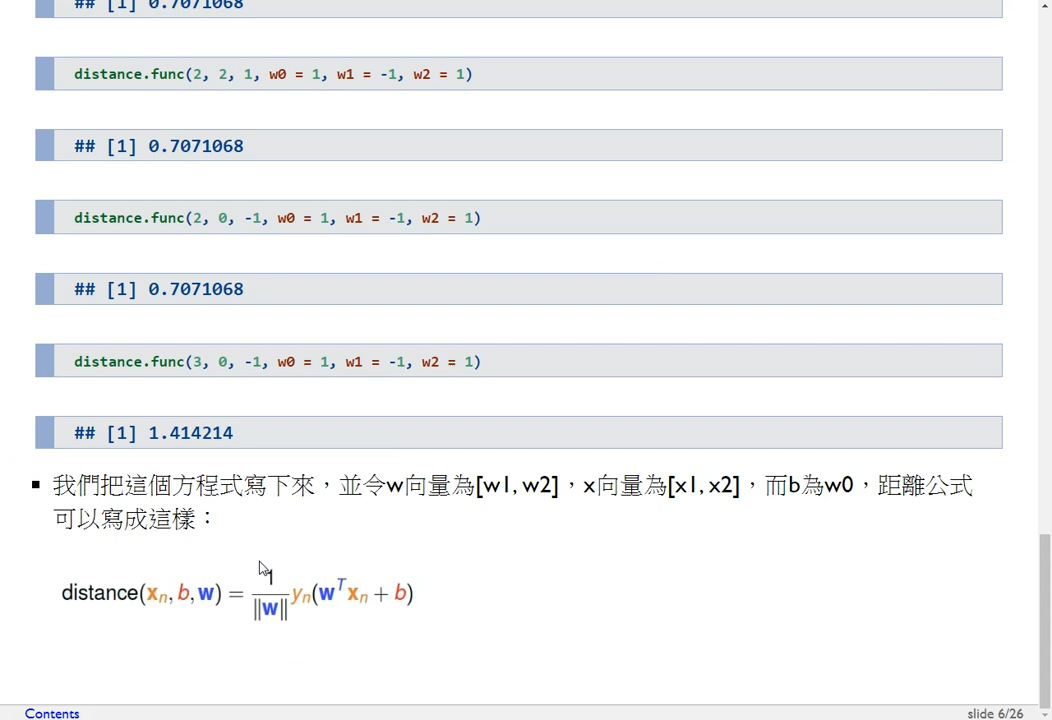 ## [1] 0.7071068
distance.func(2, 2, 1, w0 = 1, w1 = -1, w2 = 1)
## [1] 0.7071068
distance.func(2, 0, -1, w0 = 1, w1 = -1, w2 = 1)
## [1] 0.7071068
distance.func(3, 0, -1, w0 = 1, w1 = -1, w2 = 1)
## [1] 1.414214
▪ 我們把這個方程式寫下來，並令w向量為[w1, w2]，x向量為[x1, x2]，而b為w0，距離公式
可以寫成這樣：
distance(xₙ, b, w) = 1/||w|| yₙ(wᵀxₙ + b)
Contents
slide 6/26